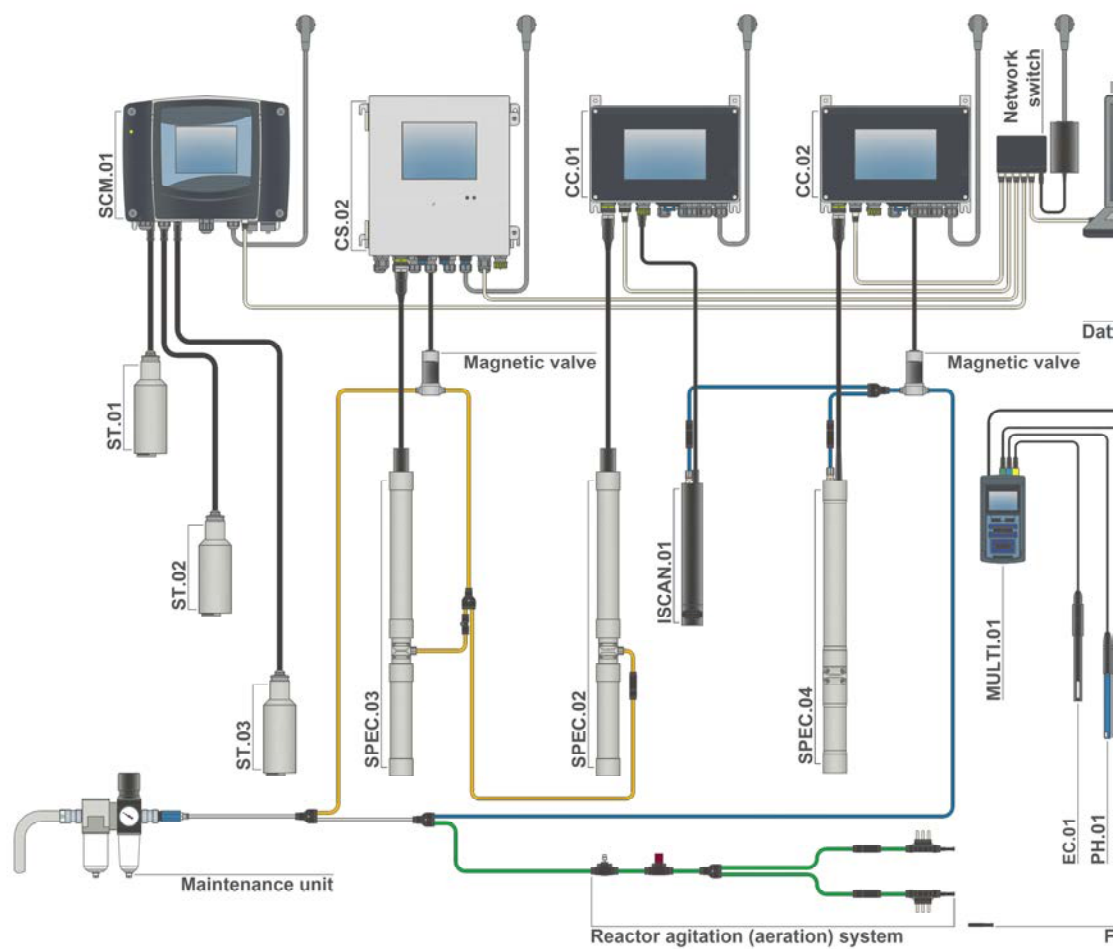 Network
switch
SCM.01
CS.02
CC.01
CC.02
Dat
Magnetic valve
Magnetic valve
ST.01
ST.02
ST.03
SPEC.03
SPEC.02
ISCAN.01
SPEC.04
MULTI.01
EC.01
PH.01
Maintenance unit
Reactor agitation (aeration) system
F